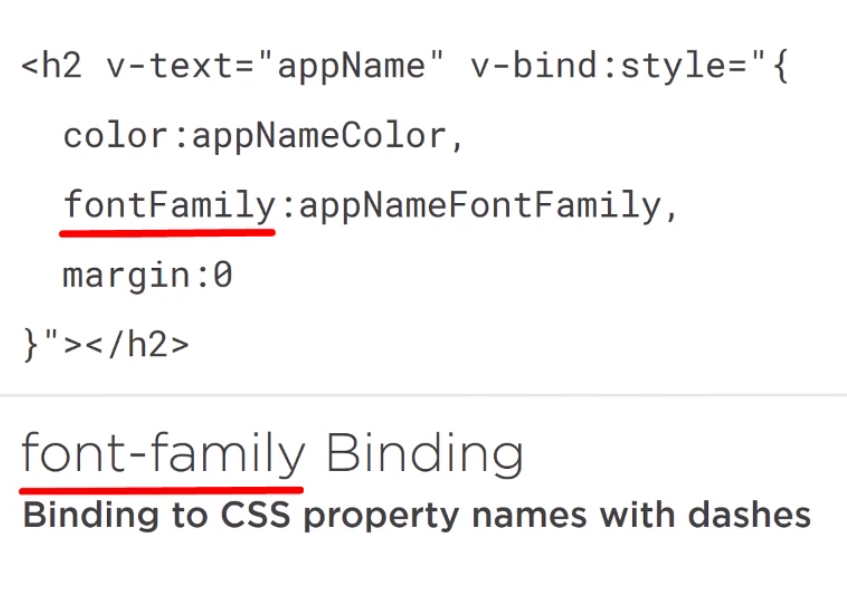 <h2 v-text="appName" v-bind:style="{
color:appNameColor,
fontFamily:appNameFontFamily,
margin:0
}"></h2>
font-family Binding
Binding to CSS property names with dashes